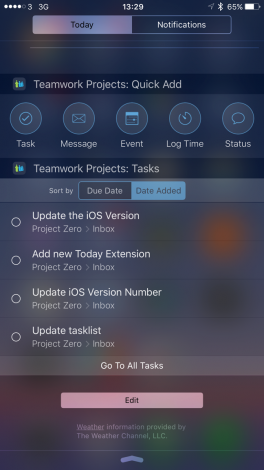 3 3G 13:29 65%
Today Notifications
Teamwork Projects: Quick Add
Task Message Event Log Time Status
Teamwork Projects: Tasks
Sort by Due Date Date Added
Update the iOS Version
Project Zero > Inbox
Add new Today Extension
Project Zero > Inbox
Update iOS Version Number
Project Zero > Inbox
Update tasklist
Project Zero > Inbox
Go To All Tasks
Edit
Weather information provided by
The Weather Channel, LLC.